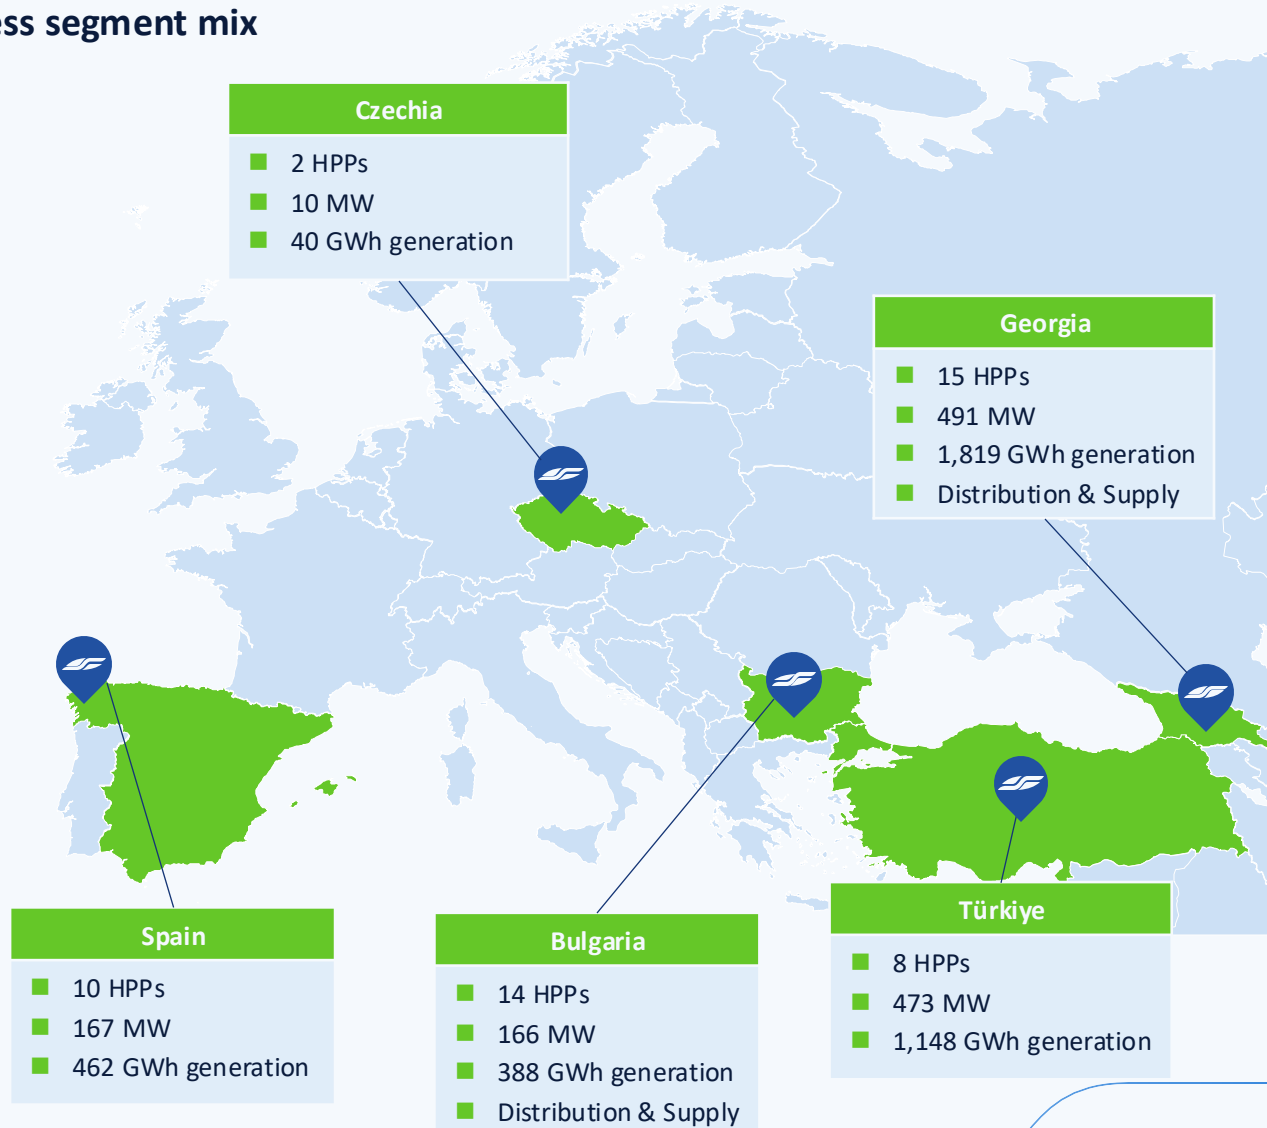 ess segment mix
Czechia
2 HPPs
10 MW
40 GWh generation
Georgia
15 HPPs
491 MW
1,819 GWh generation
Distribution & Supply
Spain
10 HPPs
167 MW
462 GWh generation
Bulgaria
14 HPPs
166 MW
388 GWh generation
Distribution & Supply
Türkiye
8 HPPs
473 MW
1,148 GWh generation